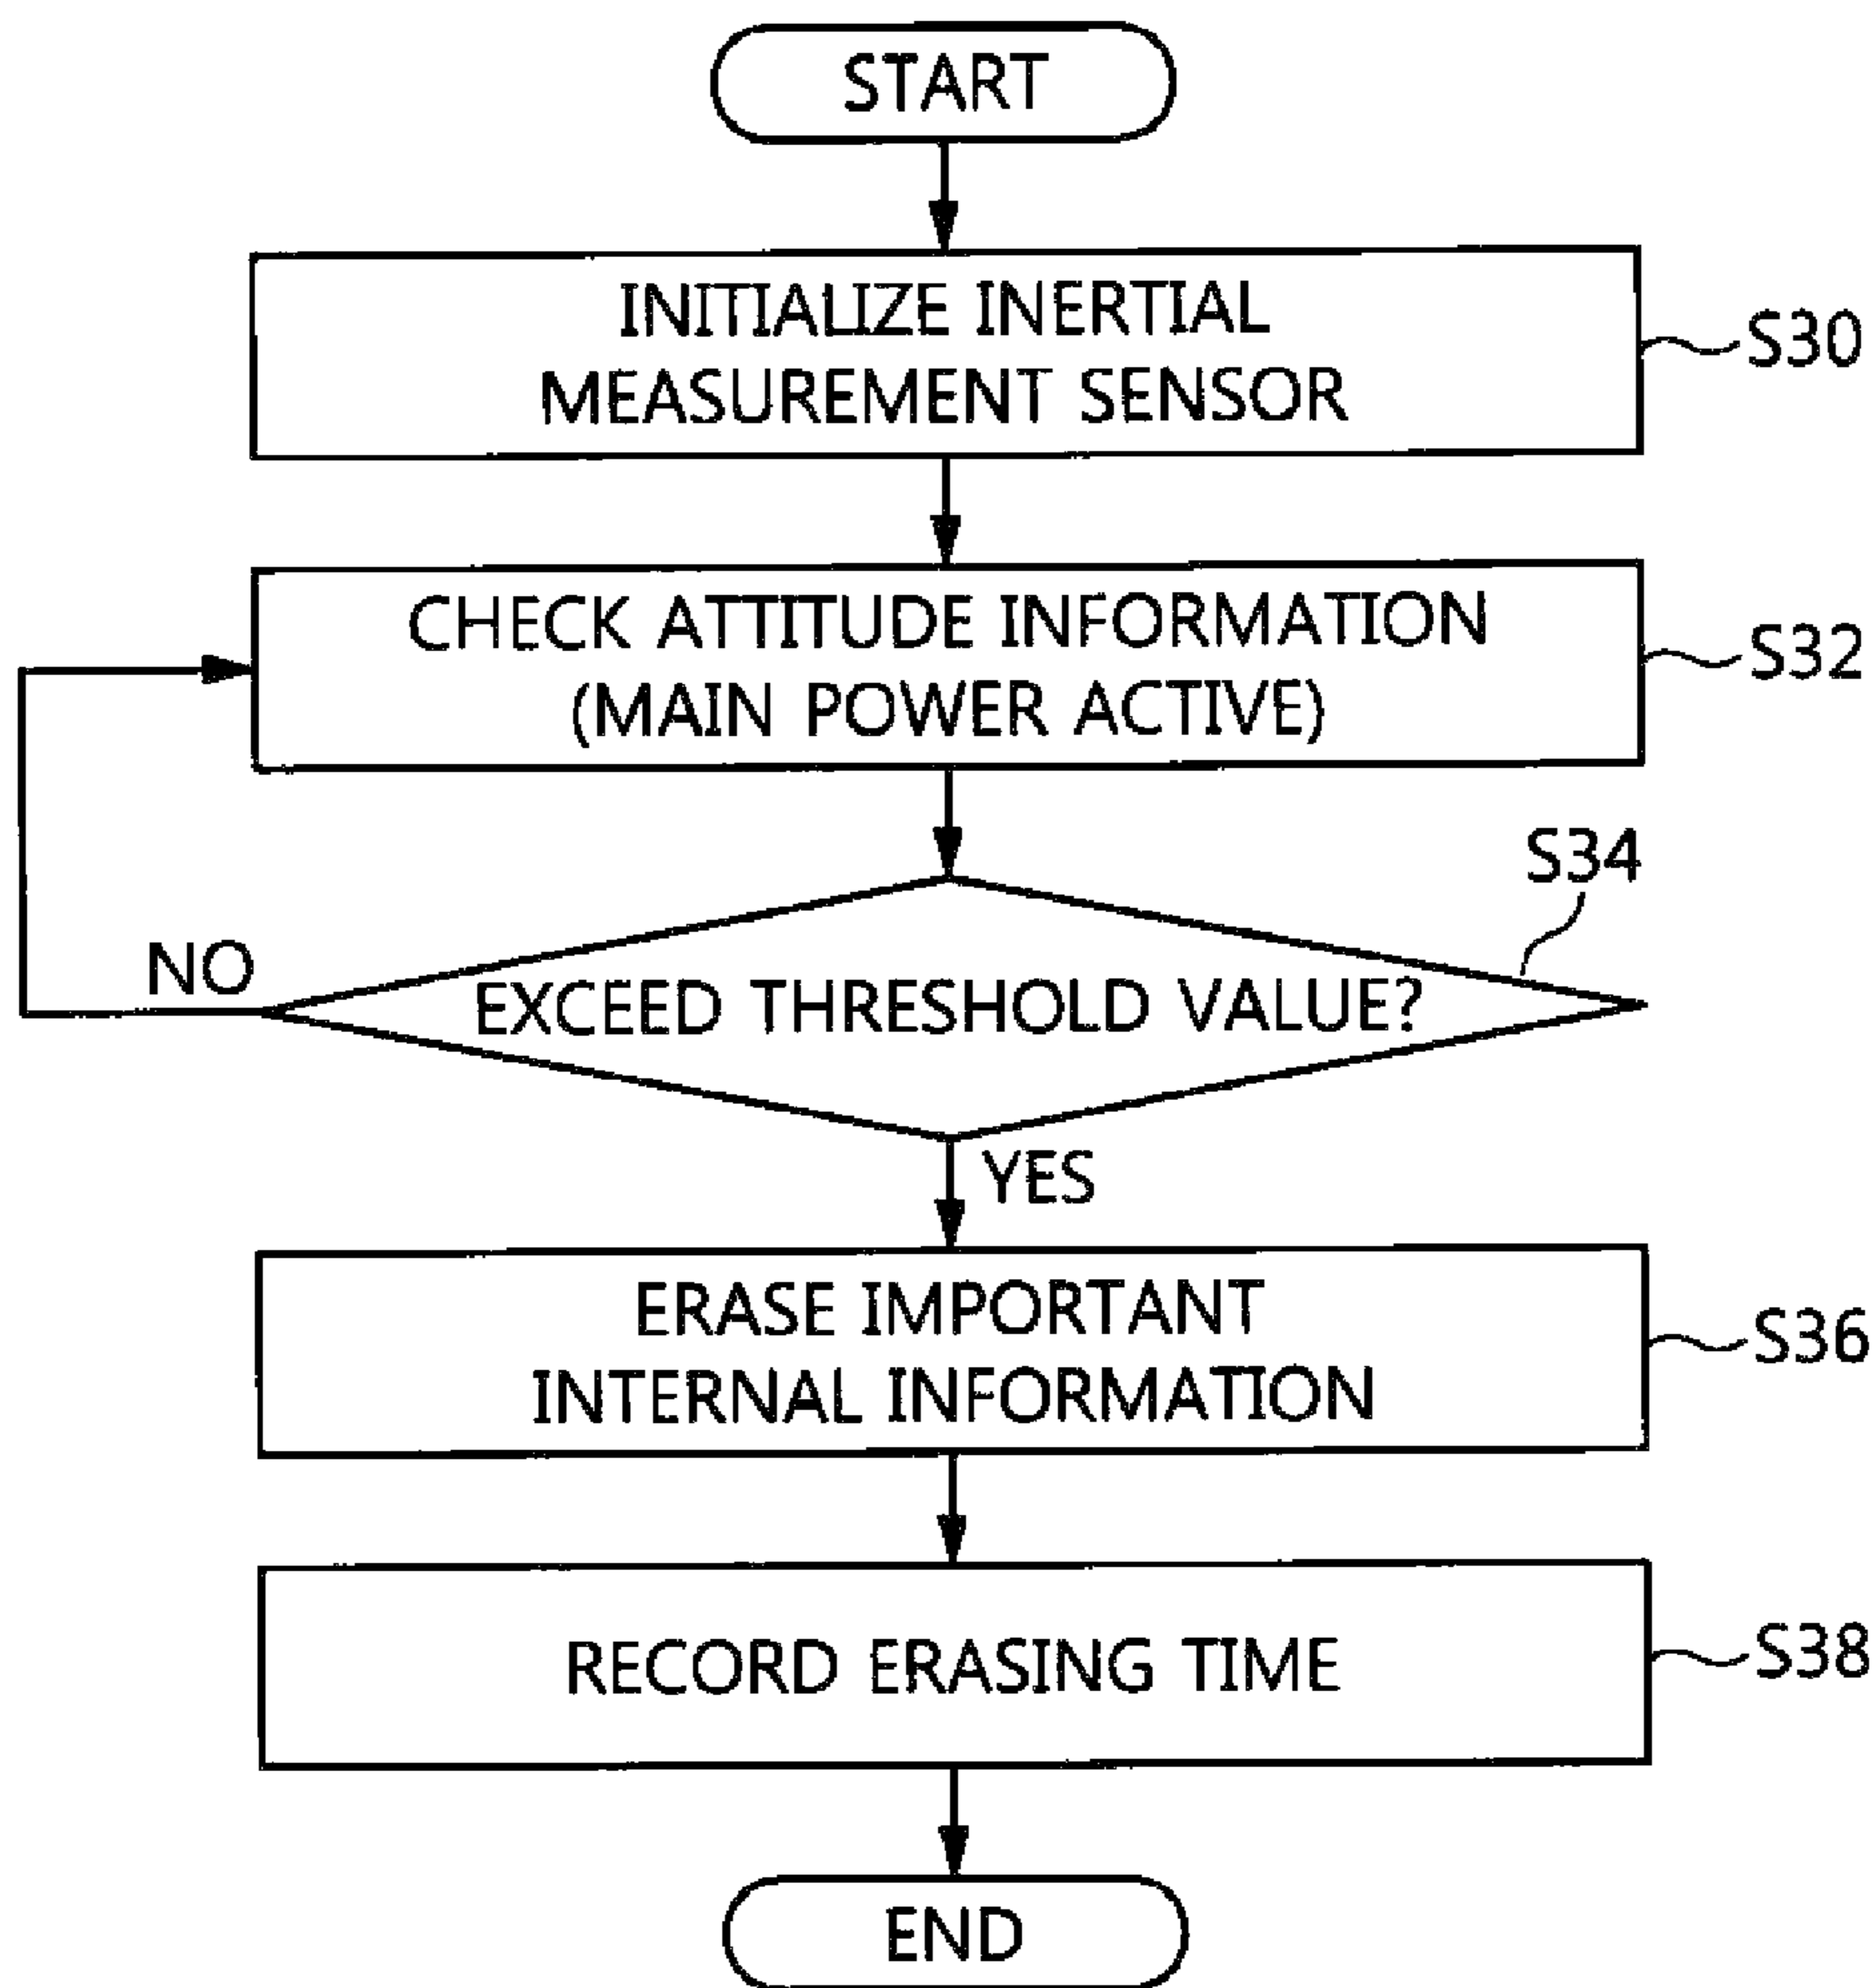 START
INITIALIZE INERTIAL
MEASUREMENT SENSOR
S30
CHECK ATTITUDE INFORMATION
(MAIN POWER ACTIVE)
S32
S34
NO
EXCEED THRESHOLD VALUE?
YES
ERASE IMPORTANT
INTERNAL INFORMATION
S36
RECORD ERASING TIME
S38
END